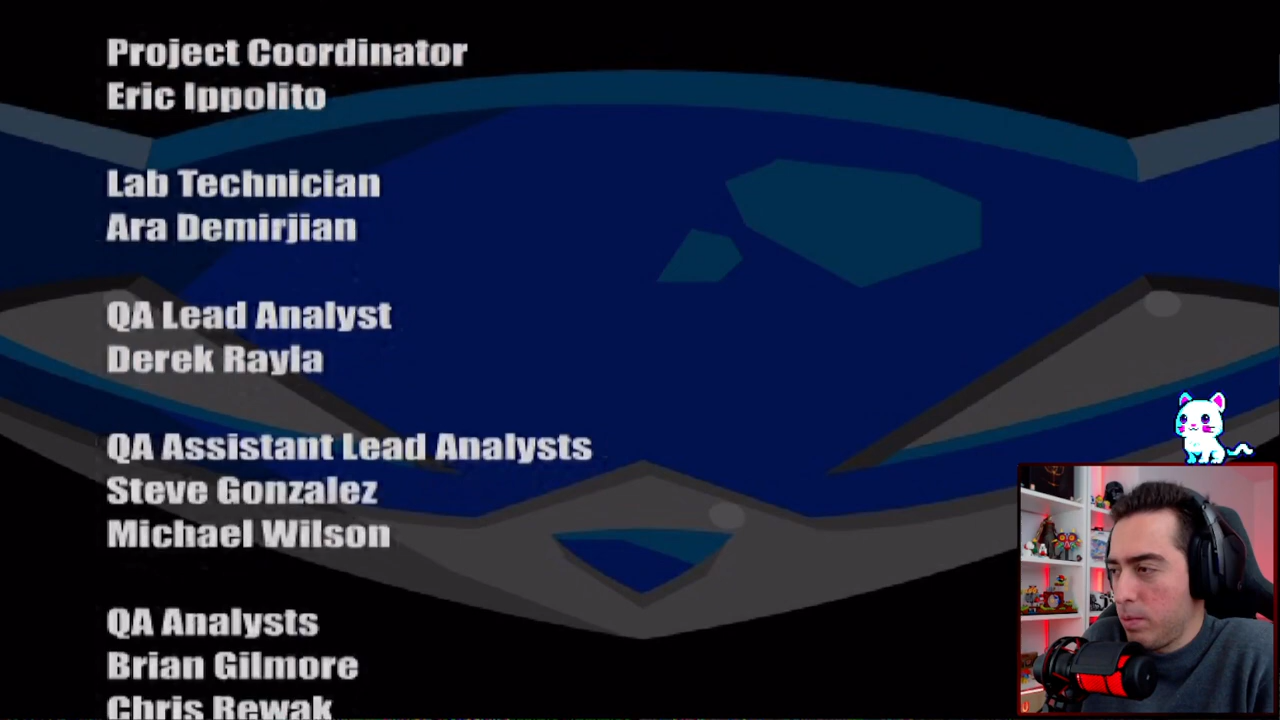 Project Coordinator
Eric Ippolito
Lab Technician
Ara Demirjian
QA Lead Analyst
Derek Rayla
QA Assistant Lead Analysts
Steve Gonzalez
Michael Wilson
QA Analysts
Brian Gilmore
Chris Rewak